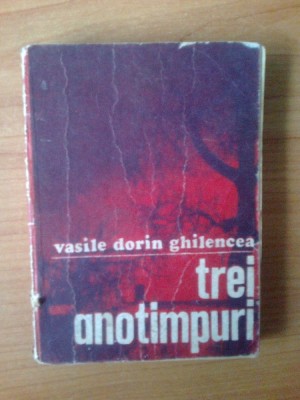 vasile dorin ghilencea
trei
anotimpuri